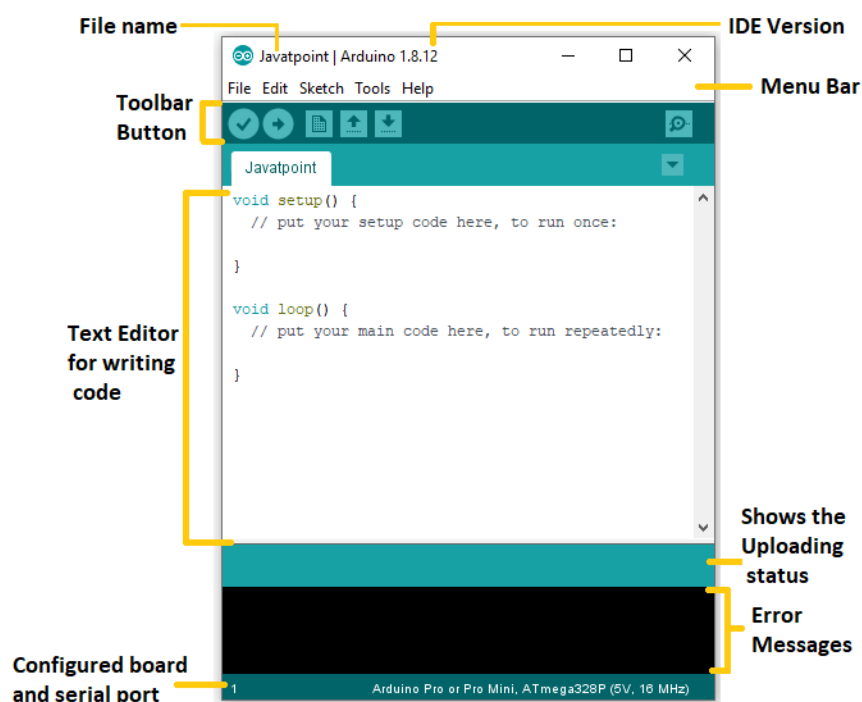 File name
IDE Version
Javatpoint | Arduino 1.8.12
File Edit Sketch Tools Help
Menu Bar
Toolbar
Button
Javatpoint
void setup() {
// put your setup code here, to run once:
}
void loop() {
// put your main code here, to run repeatedly:
}
Text Editor
for writing
code
Shows the
Uploading
status
Error
Messages
Configured board
and serial port
1
Arduino Pro or Pro Mini, ATmega328P (5V, 16 MHz)